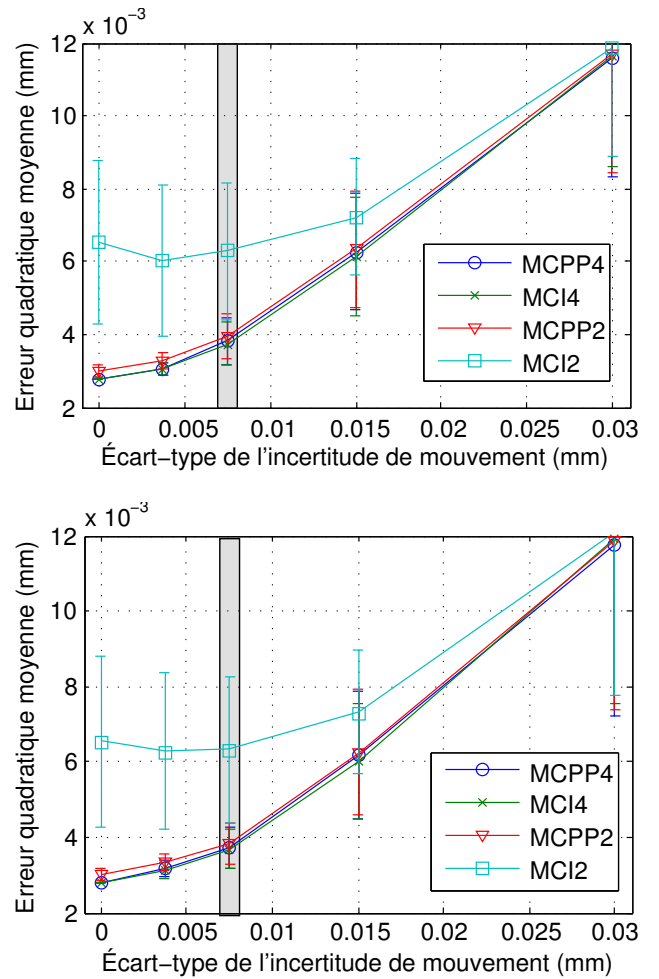 x 10⁻³
12
10
8
6
4
2
Erreur quadratique moyenne (mm)
MCPP4
MCI4
MCPP2
MCI2
0 0.005 0.01 0.015 0.02 0.025 0.03
Écart−type de l'incertitude de mouvement (mm)
x 10⁻³
12
10
8
6
4
2
Erreur quadratique moyenne (mm)
MCPP4
MCI4
MCPP2
MCI2
0 0.005 0.01 0.015 0.02 0.025 0.03
Écart−type de l'incertitude de mouvement (mm)